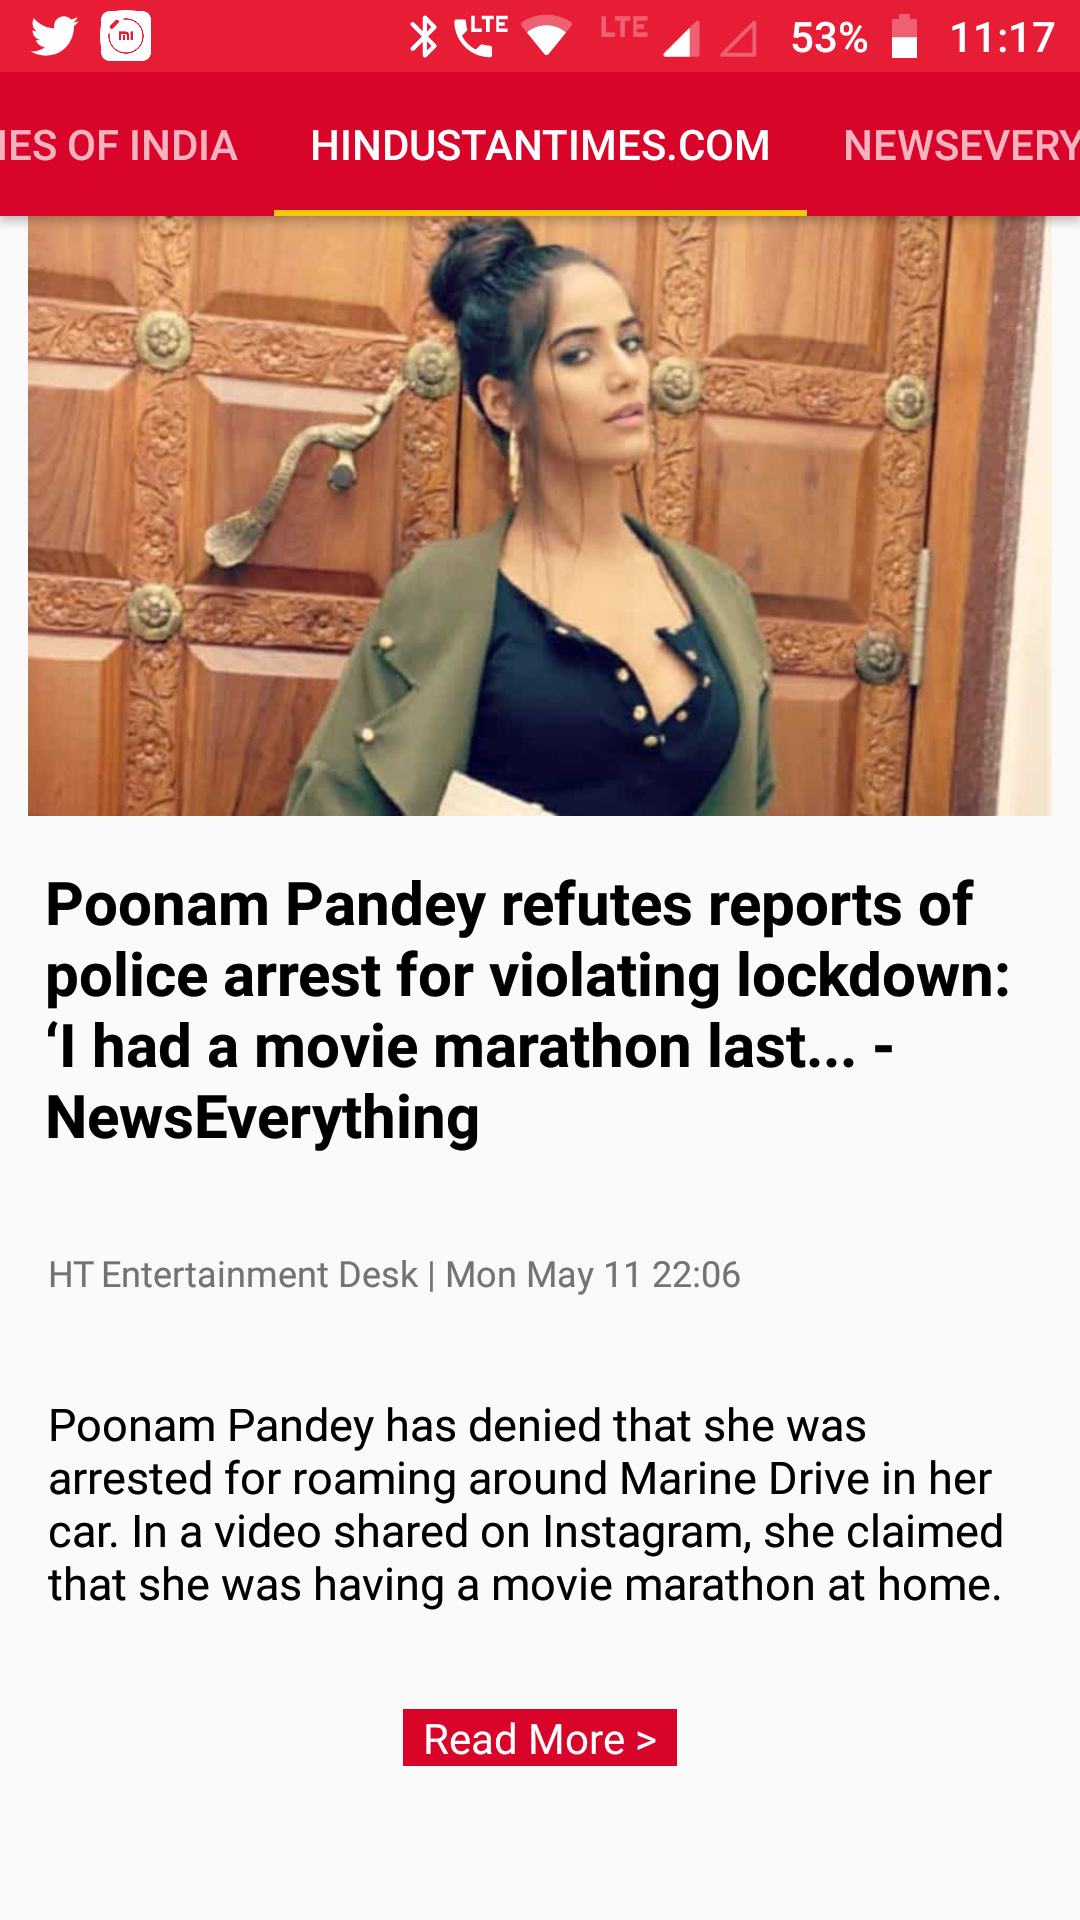 LTE LTE 53% 11:17
IES OF INDIA HINDUSTANTIMES.COM NEWSEVERY
Poonam Pandey refutes reports of
police arrest for violating lockdown:
‘I had a movie marathon last... -
NewsEverything
HT Entertainment Desk | Mon May 11 22:06
Poonam Pandey has denied that she was
arrested for roaming around Marine Drive in her
car. In a video shared on Instagram, she claimed
that she was having a movie marathon at home.
Read More >